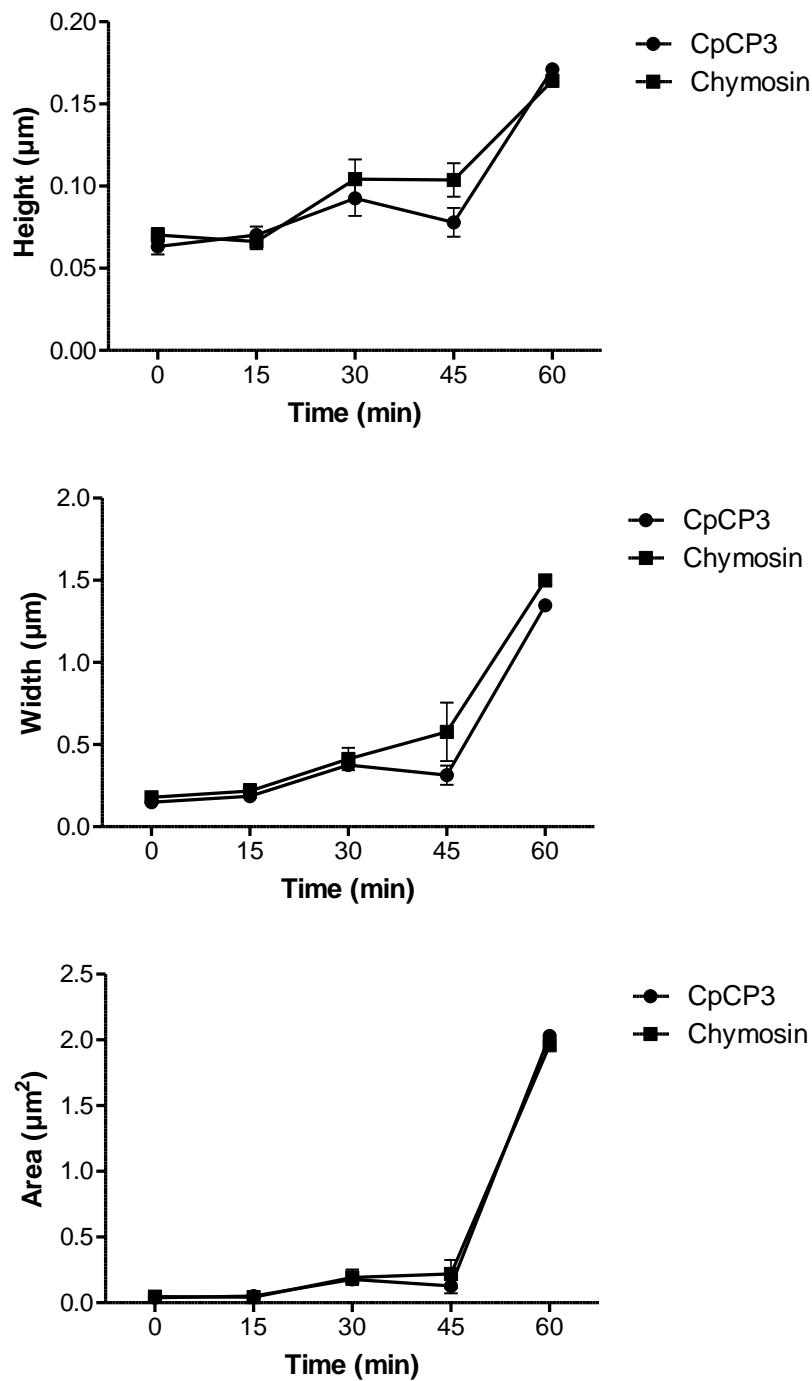 0.20
0.15
0.10
0.05
0.00
Height (µm)
0 15 30 45 60
Time (min)
CpCP3
Chymosin
2.0
1.5
1.0
0.5
0.0
Width (µm)
0 15 30 45 60
Time (min)
CpCP3
Chymosin
2.5
2.0
1.5
1.0
0.5
0.0
Area (µm²)
0 15 30 45 60
Time (min)
CpCP3
Chymosin